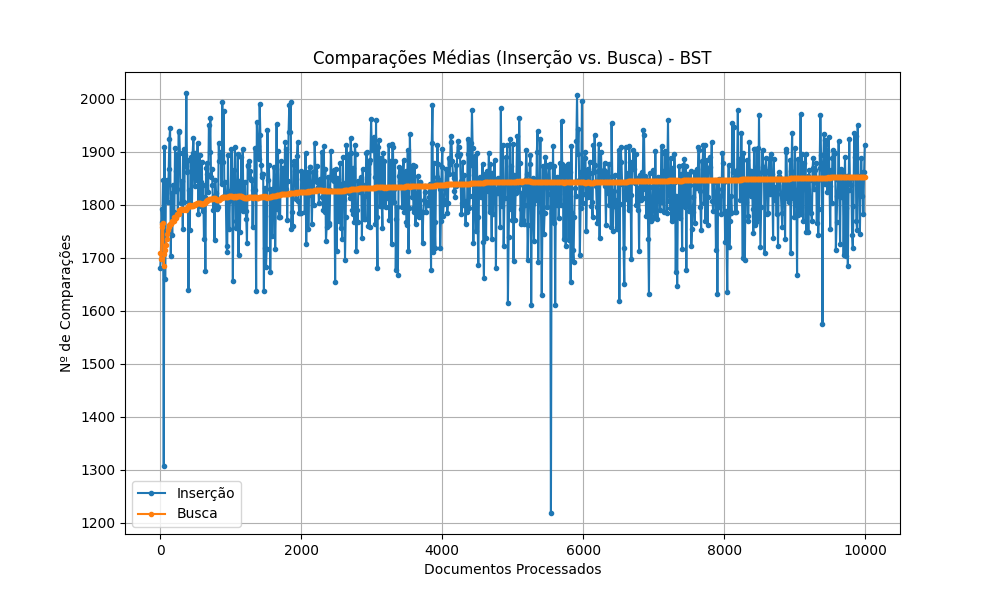 Comparações Médias (Inserção vs. Busca) - BST
2000
1900
1800
1700
1600
1500
1400
1300
1200
Nº de Comparações
Inserção
Busca
0 2000 4000 6000 8000 10000
Documentos Processados